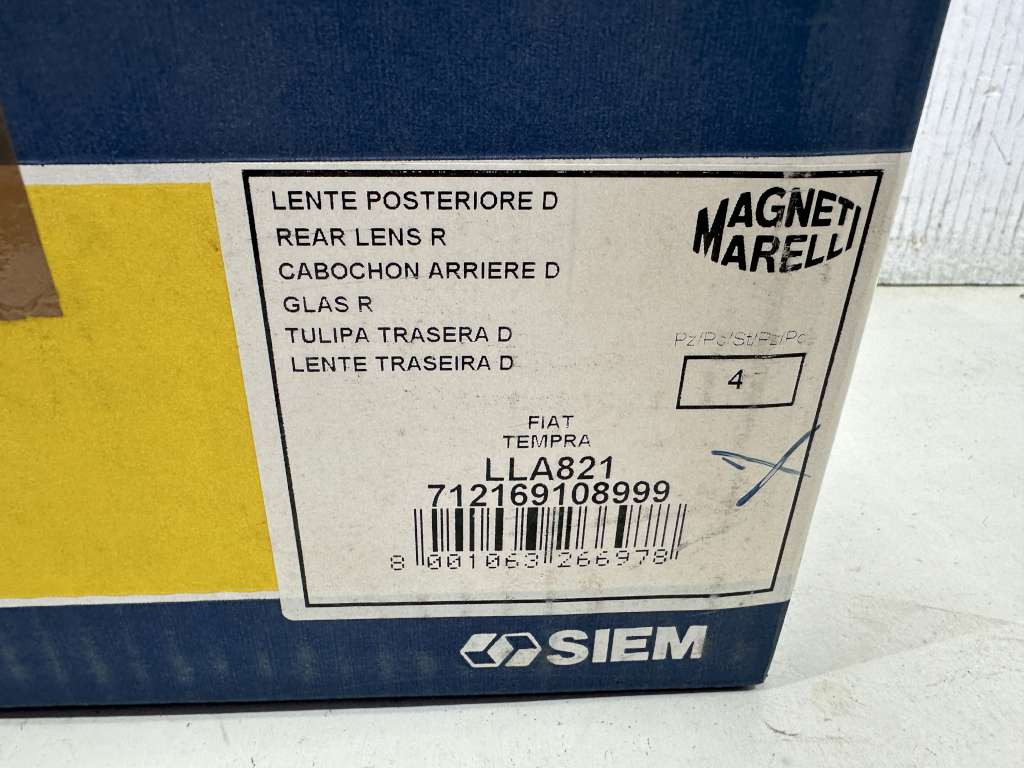 LENTE POSTERIORE D
REAR LENS R
CABOCHON ARRIERE D
GLAS R
TULIPA TRASERA D
LENTE TRASEIRA D
MAGNETI
MARELLI
Pz/Pc/St/Pz/Pc
4
FIAT
TEMPRA
LLA821
712169108999
8 001063 266978
SIEM